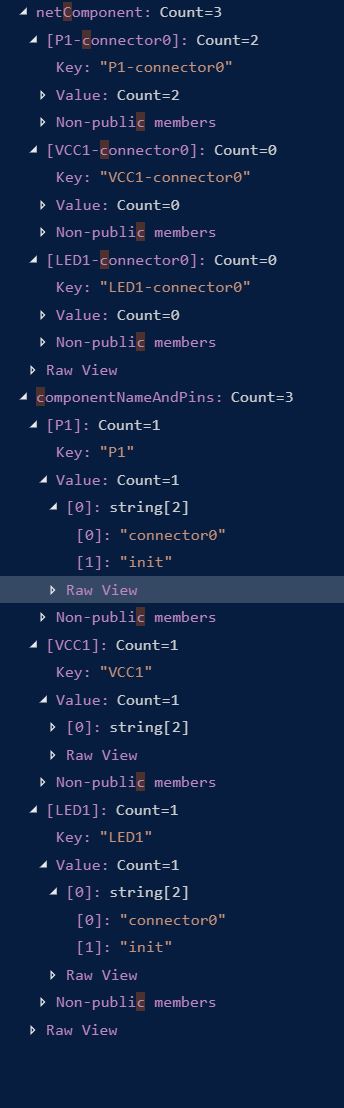 netComponent: Count=3
[P1-connector0]: Count=2
Key: "P1-connector0"
Value: Count=2
Non-public members
[VCC1-connector0]: Count=0
Key: "VCC1-connector0"
Value: Count=0
Non-public members
[LED1-connector0]: Count=0
Key: "LED1-connector0"
Value: Count=0
Non-public members
Raw View
componentNameAndPins: Count=3
[P1]: Count=1
Key: "P1"
Value: Count=1
[0]: string[2]
[0]: "connector0"
[1]: "init"
Raw View
Non-public members
[VCC1]: Count=1
Key: "VCC1"
Value: Count=1
[0]: string[2]
Raw View
Non-public members
[LED1]: Count=1
Key: "LED1"
Value: Count=1
[0]: string[2]
[0]: "connector0"
[1]: "init"
Raw View
Non-public members
Raw View